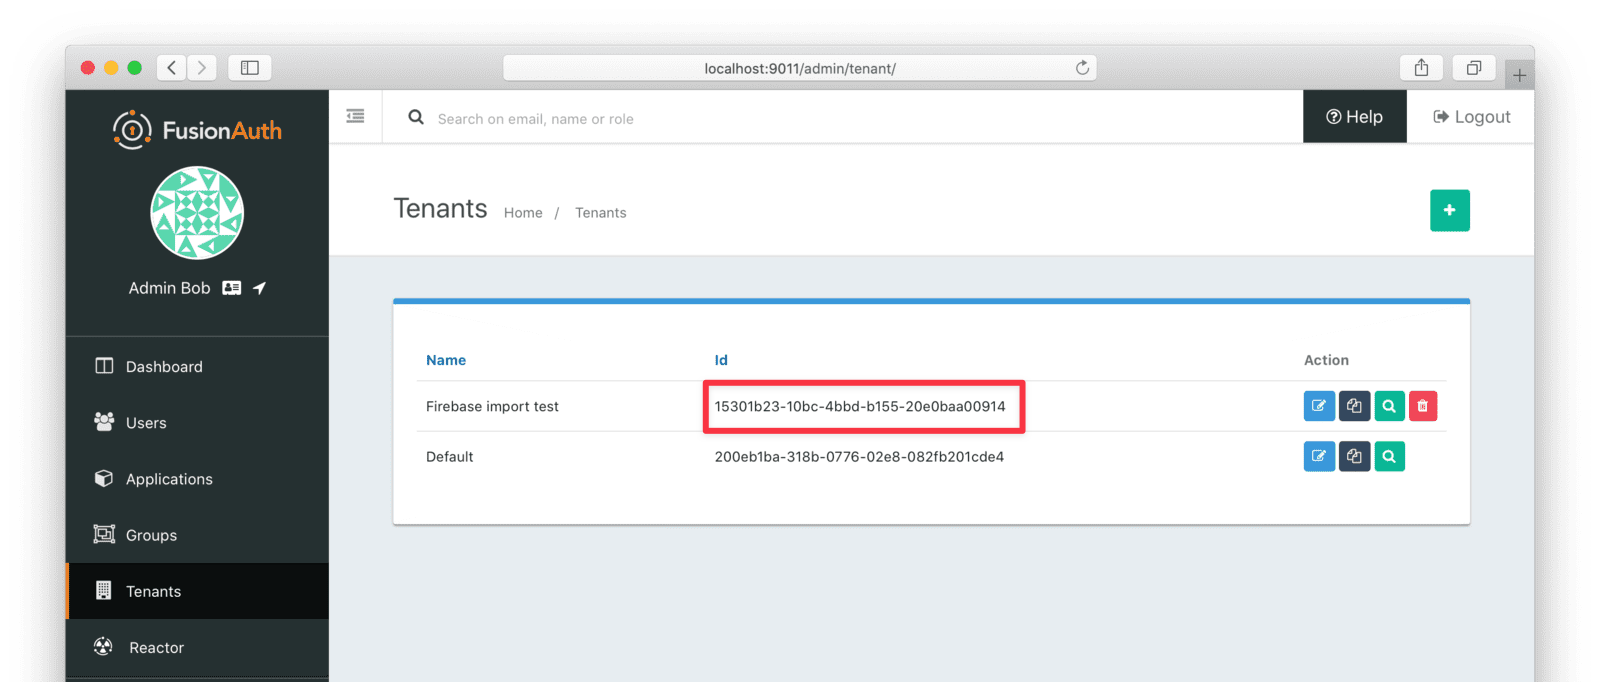 localhost:9011/admin/tenant/
FusionAuth
Search on email, name or role
Help
Logout
Admin Bob
Tenants Home / Tenants
Dashboard
Users
Applications
Groups
Tenants
Reactor
Name Id Action
Firebase import test 15301b23-10bc-4bbd-b155-20e0baa00914
Default 200eb1ba-318b-0776-02e8-082fb201cde4